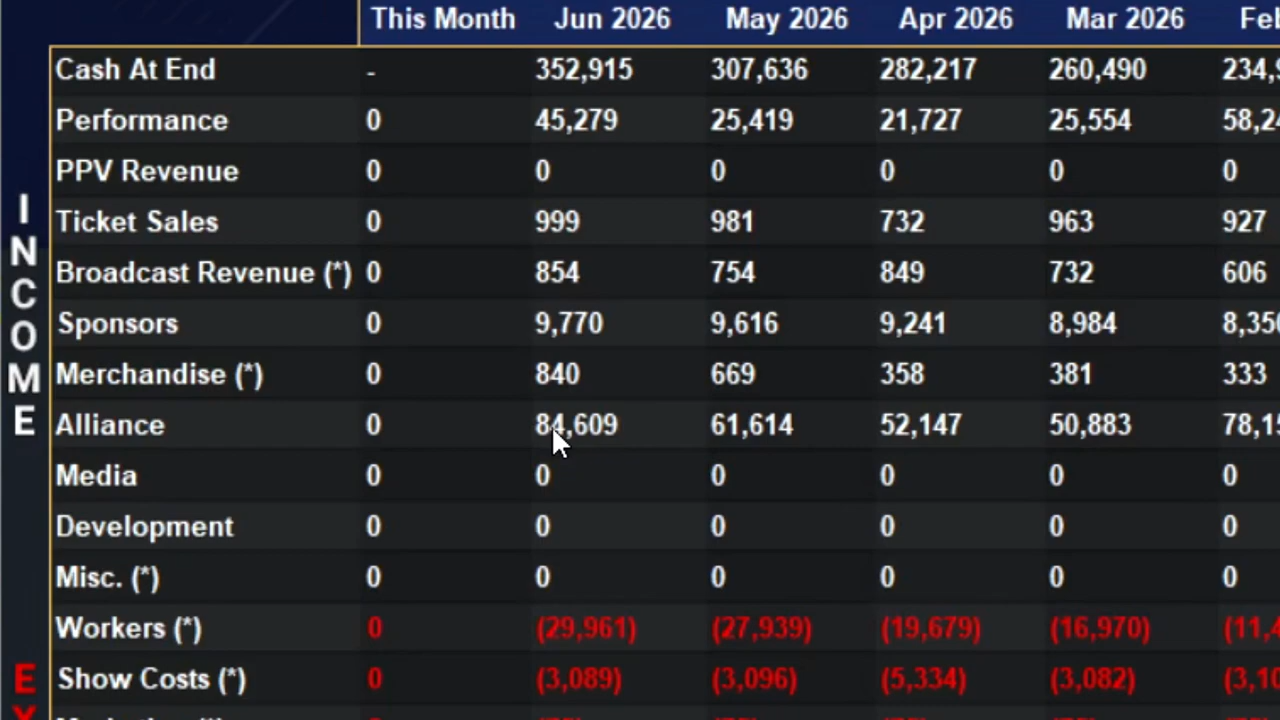 This Month Jun 2026 May 2026 Apr 2026 Mar 2026
Cash At End - 352,915 307,636 282,217 260,490
Performance 0 45,279 25,419 21,727 25,554
PPV Revenue 0 0 0 0 0 0
Ticket Sales 0 999 981 732 963 927
Broadcast Revenue (*) 0 854 754 849 732 606
Sponsors 0 9,770 9,616 9,241 8,984
Merchandise (*) 0 840 669 358 381 333
Alliance 0 84,609 61,614 52,147 50,883
Media 0 0 0 0 0 0
Development 0 0 0 0 0 0
Misc. (*) 0 0 0 0 0 0
Workers (*) 0 (29,961) (27,939) (19,679) (16,970)
Show Costs (*) 0 (3,089) (3,096) (5,334) (3,082)
INCOME